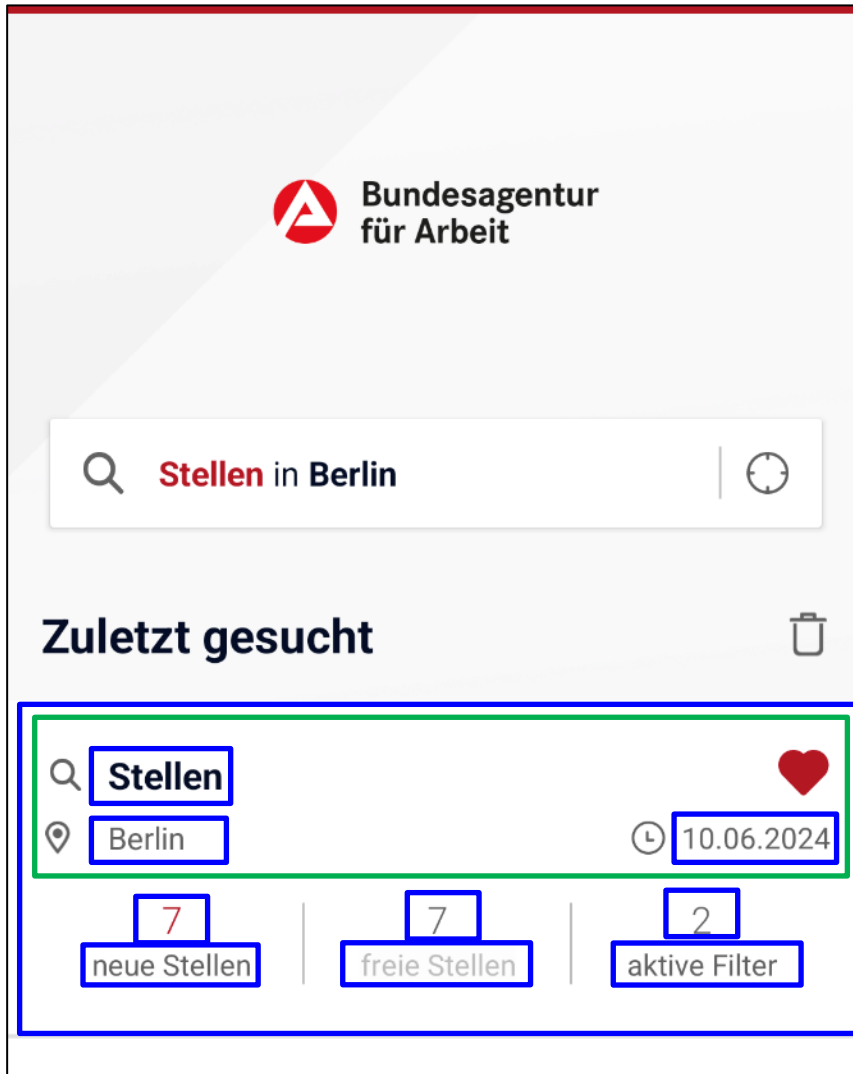 Bundesagentur
für Arbeit
Stellen in Berlin
Zuletzt gesucht
Stellen
Berlin 10.06.2024
7 7 2
neue Stellen freie Stellen aktive Filter